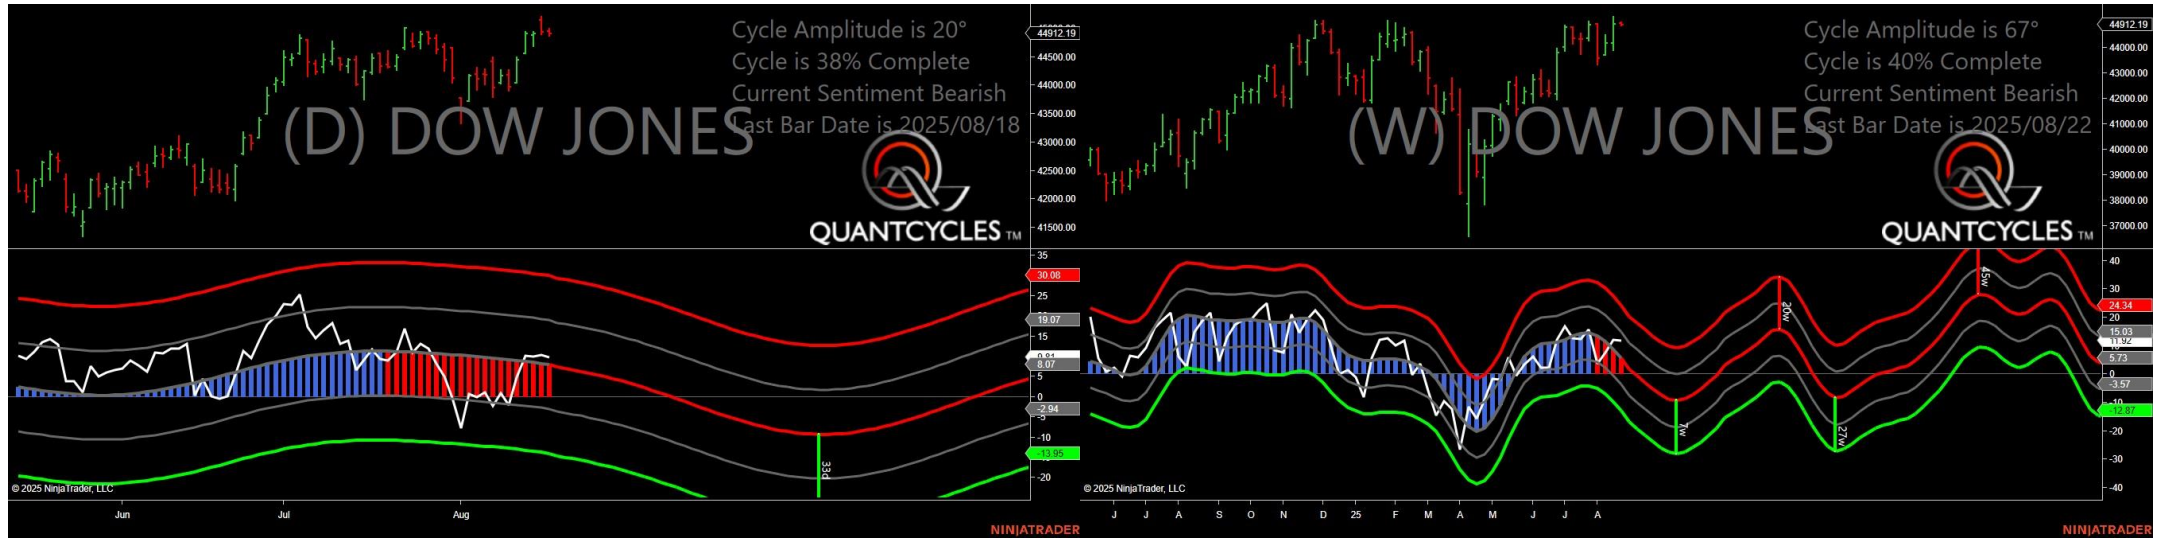 Cycle Amplitude is 20°
Cycle is 38% Complete
Current Sentiment Bearish
Last Bar Date is 2025/08/18
(D) DOW JONES
QUANTCYCLES TM
44912.19
44500.00
44000.00
43500.00
43000.00
42500.00
42000.00
41500.00
35
30.08
25
19.07
15
8.07
5
0
-2.94
-10
-13.95
-20
33d
© 2025 NinjaTrader, LLC
Jun Jul Aug
NINJATRADER
Cycle Amplitude is 67°
Cycle is 40% Complete
Current Sentiment Bearish
Last Bar Date is 2025/08/22
(W) DOW JONES
QUANTCYCLES TM
44912.19
44000.00
43000.00
42000.00
41000.00
40000.00
39000.00
38000.00
37000.00
40
30
24.34
20
15.03
11.92
5.73
0
-3.57
-12.87
-20
-30
-40
7w
20w
27w
45w
© 2025 NinjaTrader, LLC
J J A S O N D 25 F M A M J J A
NINJATRADER